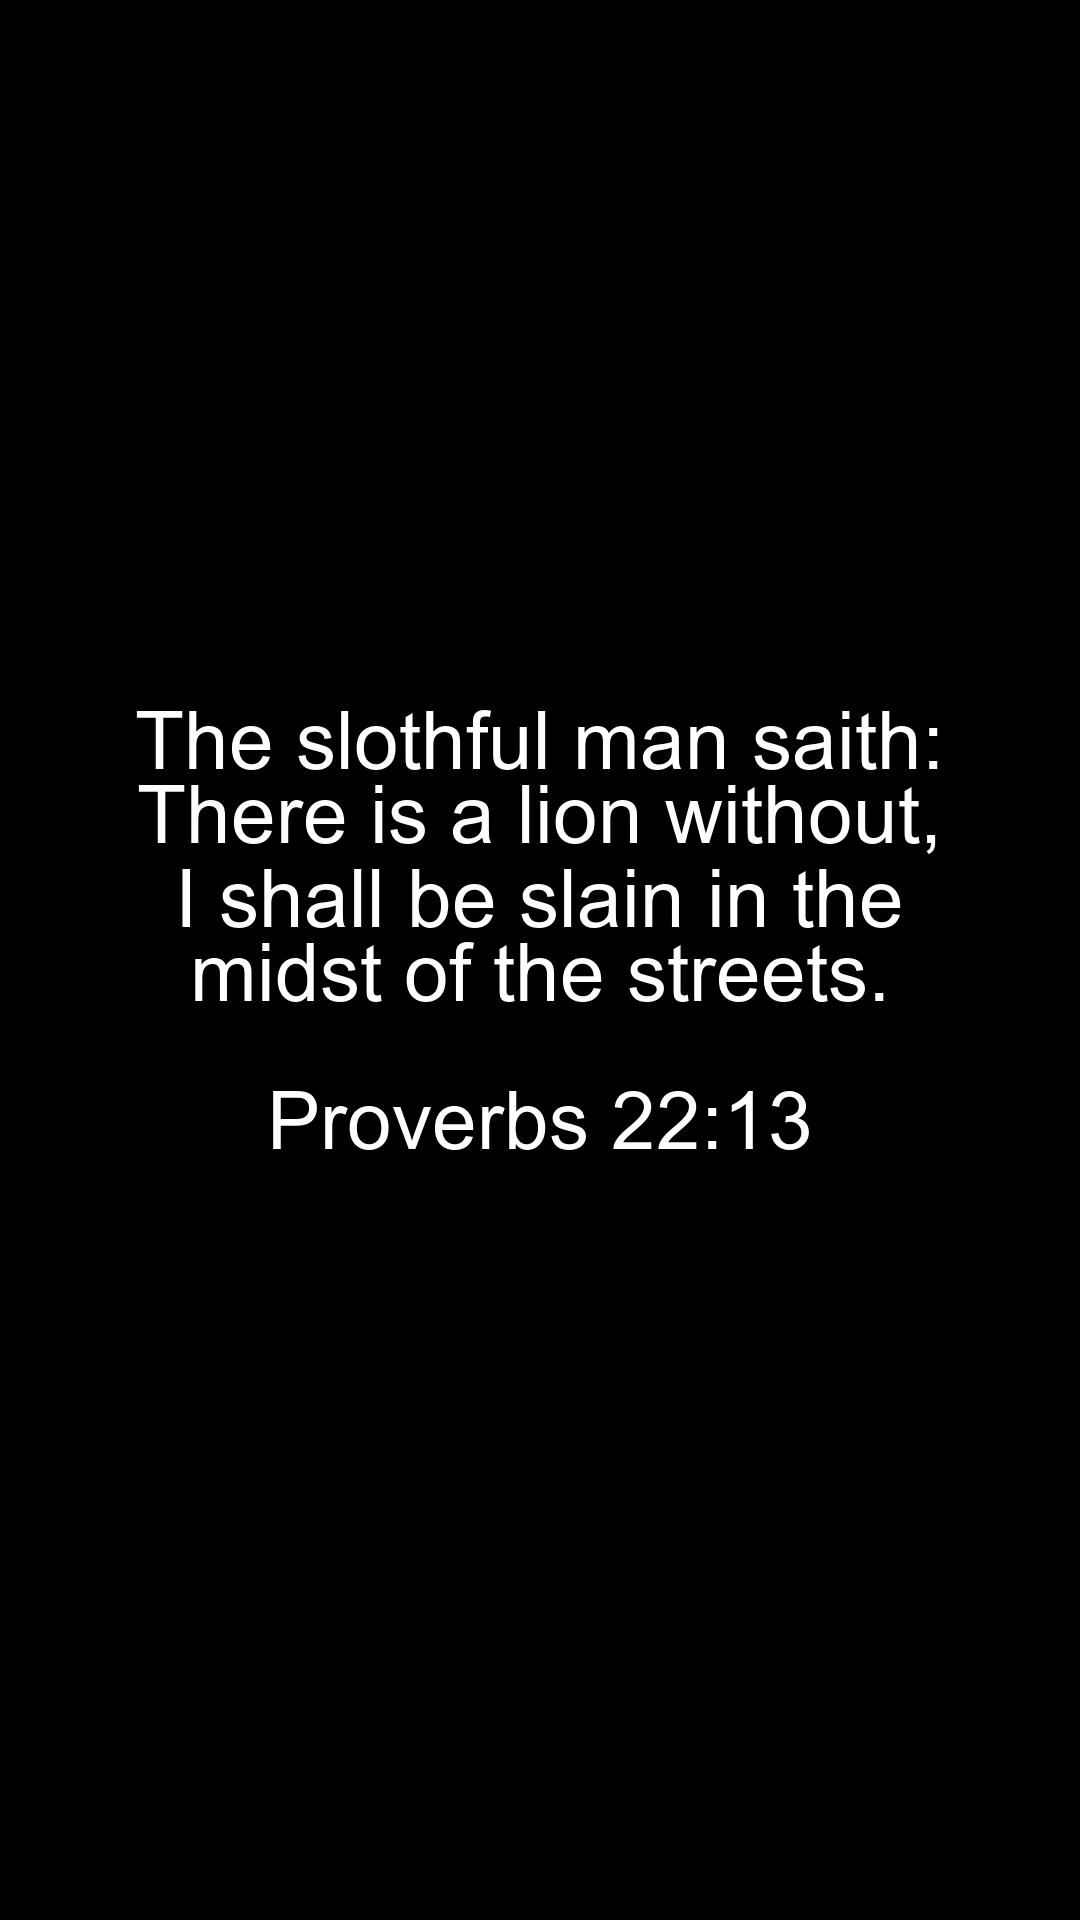 The slothful man saith:
There is a lion without,
I shall be slain in the
midst of the streets.
Proverbs 22:13